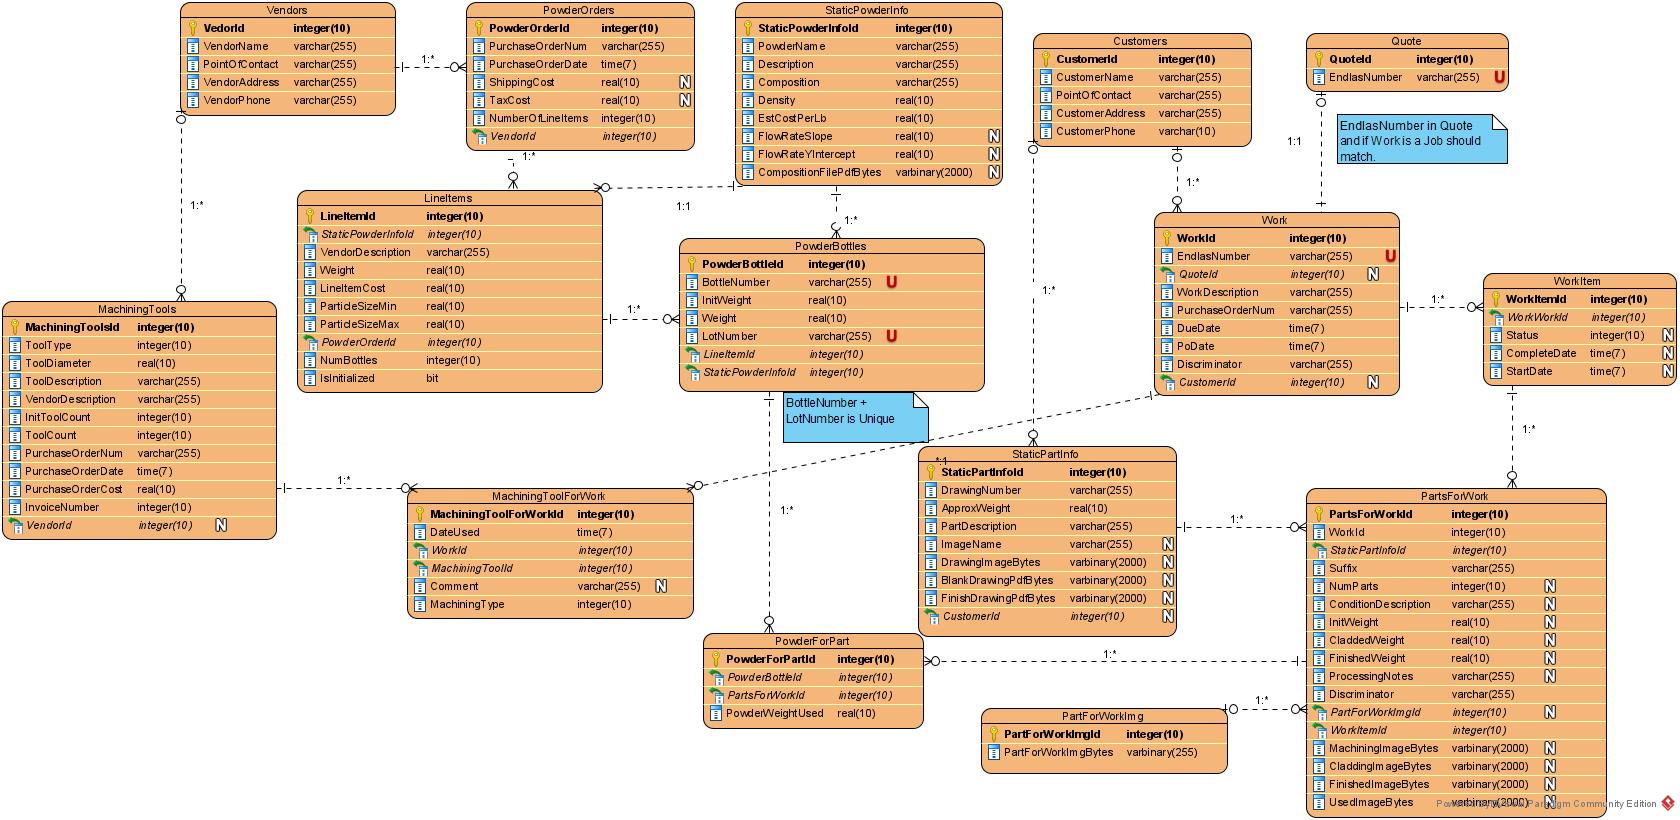 Vendors
VedorId integer(10)
VendorName varchar(255)
PointOfContact varchar(255)
VendorAddress varchar(255)
VendorPhone varchar(255)
1:*
PowderOrders
PowderOrderId integer(10)
PurchaseOrderNum varchar(255)
PurchaseOrderDate time(7)
ShippingCost real(10) N
TaxCost real(10) N
NumberOfLineItems integer(10)
VendorId integer(10)
1:*
StaticPowderInfo
StaticPowderInfoId integer(10)
PowderName varchar(255)
Description varchar(255)
Composition varchar(255)
Density real(10)
EstCostPerLb real(10)
FlowRateSlope real(10) N
FlowRateYIntercept real(10) N
CompositionFilePdfBytes varbinary(2000) N
1:1
1:*
Customers
CustomerId integer(10)
CustomerName varchar(255)
PointOfContact varchar(255)
CustomerAddress varchar(255)
CustomerPhone varchar(10)
1:*
1:*
Quote
QuoteId integer(10)
EndlasNumber varchar(255) U
1:1
EndlasNumber in Quote
and if Work is a Job should
match.
1:*
LineItems
LineItemId integer(10)
StaticPowderInfoId integer(10)
VendorDescription varchar(255)
Weight real(10)
LineItemCost real(10)
ParticleSizeMin real(10)
ParticleSizeMax real(10)
PowderOrderId integer(10)
NumBottles integer(10)
IsInitialized bit
1:*
PowderBottles
PowderBottleId integer(10)
BottleNumber varchar(255) U
InitWeight real(10)
Weight real(10)
LotNumber varchar(255) U
LineItemId integer(10)
StaticPowderInfoId integer(10)
BottleNumber +
LotNumber is Unique
1:*
Work
WorkId integer(10)
EndlasNumber varchar(255) U
QuoteId integer(10) N
WorkDescription varchar(255)
PurchaseOrderNum varchar(255)
DueDate time(7)
PoDate time(7)
Discriminator varchar(255)
CustomerId integer(10) N
1:*
WorkItem
WorkItemId integer(10)
WorkWorkId integer(10)
Status integer(10) N
CompleteDate time(7) N
StartDate time(7) N
1:*
MachiningTools
MachiningToolsId integer(10)
ToolType integer(10)
ToolDiameter real(10)
ToolDescription varchar(255)
VendorDescription varchar(255)
InitToolCount integer(10)
ToolCount integer(10)
PurchaseOrderNum varchar(255)
PurchaseOrderDate time(7)
PurchaseOrderCost real(10)
InvoiceNumber integer(10)
VendorId integer(10) N
1:*
MachiningToolForWork
MachiningToolForWorkId integer(10)
DateUsed time(7)
WorkId integer(10)
MachiningToolId integer(10)
Comment varchar(255) N
MachiningType integer(10)
*:1
StaticPartInfo
StaticPartInfoId integer(10)
DrawingNumber varchar(255)
ApproxWeight real(10)
PartDescription varchar(255)
ImageName varchar(255) N
DrawingImageBytes varbinary(2000) N
BlankDrawingPdfBytes varbinary(2000) N
FinishDrawingPdfBytes varbinary(2000) N
CustomerId integer(10) N
1:*
PartsForWork
PartsForWorkId integer(10)
WorkId integer(10)
StaticPartInfoId integer(10)
Suffix varchar(255)
NumParts integer(10) N
ConditionDescription varchar(255) N
InitWeight real(10) N
CladdedWeight real(10) N
FinishedWeight real(10) N
ProcessingNotes varchar(255) N
Discriminator varchar(255)
PartForWorkImgId integer(10) N
WorkItemId integer(10)
MachiningImageBytes varbinary(2000) N
CladdingImageBytes varbinary(2000) N
FinishedImageBytes varbinary(2000) N
UsedImageBytes varbinary(2000) N
PowderForPart
PowderForPartId integer(10)
PowderBottleId integer(10)
PartsForWorkId integer(10)
PowderWeightUsed real(10)
1:*
1:*
PartForWorkImg
PartForWorkImgId integer(10)
PartForWorkImgBytes varbinary(255)
Community Edition